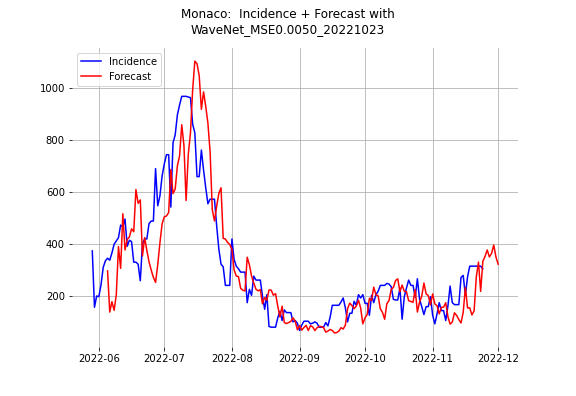 Monaco:  Incidence + Forecast with
WaveNet_MSE0.0050_20221023
Incidence
Forecast
1000
800
600
400
200
2022-06 2022-07 2022-08 2022-09 2022-10 2022-11 2022-12